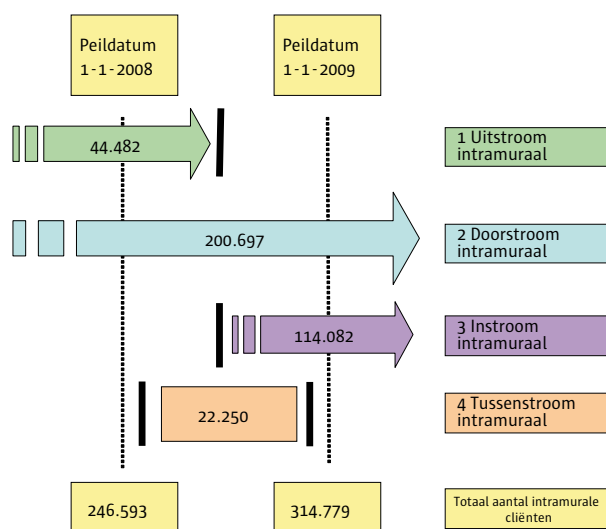 Peildatum
1-1-2008
Peildatum
1-1-2009
44.482
1 Uitstroom
intramuraal
200.697
2 Doorstroom
intramuraal
114.082
3 Instroom
intramuraal
22.250
4 Tussenstroom
intramuraal
246.593
314.779
Totaal aantal intramurale
cliënten